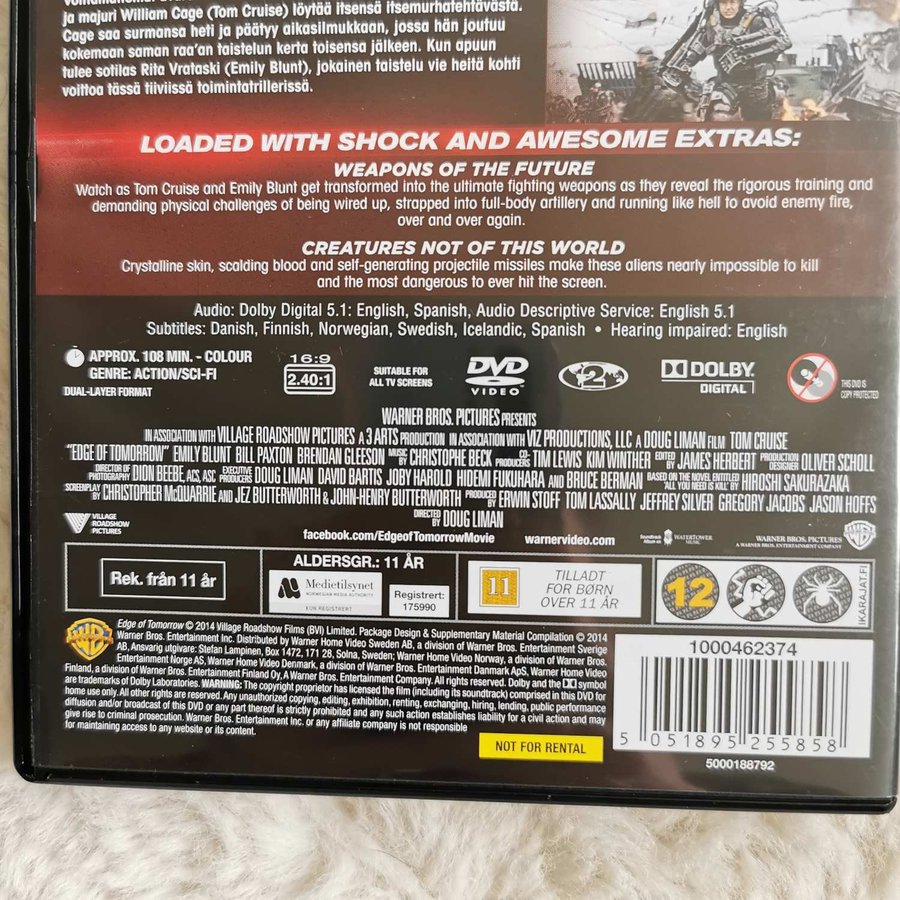 ja majuri William Cage (Tom Cruise) löytää itsensä itsemurhatehtävästä.
Cage saa surmansa heti ja päätyy aikasilmukkaan, jossa hän joutuu
kokemaan saman raa'an taistelun kerta toisensa jälkeen. Kun apuun
tulee sotilas Rita Vrataski (Emily Blunt), jokainen taistelu vie heitä kohti
voittoa tässä tiiviissä toimintatrillerissä.
LOADED WITH SHOCK AND AWESOME EXTRAS:
WEAPONS OF THE FUTURE
Watch as Tom Cruise and Emily Blunt get transformed into the ultimate fighting weapons as they reveal the rigorous training and
demanding physical challenges of being wired up, strapped into full-body artillery and running like hell to avoid enemy fire,
over and over again.
CREATURES NOT OF THIS WORLD
Crystalline skin, scalding blood and self-generating projectile missiles make these aliens nearly impossible to kill
and the most dangerous to ever hit the screen.
Audio: Dolby Digital 5.1: English, Spanish, Audio Descriptive Service: English 5.1
Subtitles: Danish, Finnish, Norwegian, Swedish, Icelandic, Spanish • Hearing impaired: English
APPROX. 108 MIN. - COLOUR
GENRE: ACTION/SCI-FI
DUAL-LAYER FORMAT
16:9
2.40:1
SUITABLE FOR
ALL TV SCREENS
DVD
VIDEO
2
DOLBY
DIGITAL
THIS DVD IS
COPY PROTECTED
WARNER BROS. PICTURES PRESENTS
IN ASSOCIATION WITH VILLAGE ROADSHOW PICTURES A 3 ARTS PRODUCTION IN ASSOCIATION WITH VIZ PRODUCTIONS, LLC A DOUG LIMAN FILM TOM CRUISE
"EDGE OF TOMORROW" EMILY BLUNT BILL PAXTON BRENDAN GLEESON MUSIC BY CHRISTOPHE BECK CO-PRODUCERS TIM LEWIS KIM WINTHER EDITED BY JAMES HERBERT PRODUCTION DESIGNER OLIVER SCHOLL
DIRECTOR OF PHOTOGRAPHY DION BEEBE, ACS, ASC. EXECUTIVE PRODUCERS DOUG LIMAN DAVID BARTIS JOBY HAROLD HIDEMI FUKUHARA AND BRUCE BERMAN BASED ON THE NOVEL ENTITLED "ALL YOU NEED IS KILL" BY HIROSHI SAKURAZAKA
SCREENPLAY BY CHRISTOPHER McQUARRIE AND JEZ BUTTERWORTH & JOHN-HENRY BUTTERWORTH PRODUCED BY ERWIN STOFF TOM LASSALLY JEFFREY SILVER GREGORY JACOBS JASON HOFFS
DIRECTED BY DOUG LIMAN
VILLAGE
ROADSHOW
PICTURES
facebook.com/EdgeofTomorrowMovie
warnervideo.com
Soundtrack Album on WATERTOWER MUSIC
WARNER BROS. PICTURES
A WARNER BROS. ENTERTAINMENT COMPANY
Rek. från 11 år
ALDERSGR.: 11 ÅR
Medietilsynet
NORWEGIAN MEDIA AUTHORITY
KUN REGISTRERT
Registrert:
175990
11
TILLADT
FOR BØRN
OVER 11 ÅR
12
IKARAJAT.FI
Edge of Tomorrow © 2014 Village Roadshow Films (BVI) Limited. Package Design & Supplementary Material Compilation © 2014
Warner Bros. Entertainment Inc. Distributed by Warner Home Video Sweden AB, a division of Warner Bros. Entertainment Sverige
AB, Ansvarig utgivare: Stefan Lampinen, Box 1472, 171 28, Solna, Sweden; Warner Home Video Norway, a division of Warner Bros.
Entertainment Norge AS, Warner Home Video Denmark, a division of Warner Bros. Entertainment Danmark ApS, Warner Home Video
Finland, a division of Warner Bros. Entertainment Finland Oy, A Warner Bros. Entertainment Company. All rights reserved. Dolby and the DD symbol
are trademarks of Dolby Laboratories. WARNING: The copyright proprietor has licensed the film (including its soundtrack) comprised in this DVD for
home use only. All other rights are reserved. Any unauthorized copying, editing, exhibition, renting, exchanging, hiring, lending, public performance
diffusion and/or broadcast of this DVD or any part thereof is strictly prohibited and any such action establishes liability for a civil action and may
give rise to criminal prosecution. Warner Bros. Entertainment Inc. or any affiliate company is not responsible
for maintaining access to any website or its content.
NOT FOR RENTAL
1000462374
5 051895 255858
5000188792